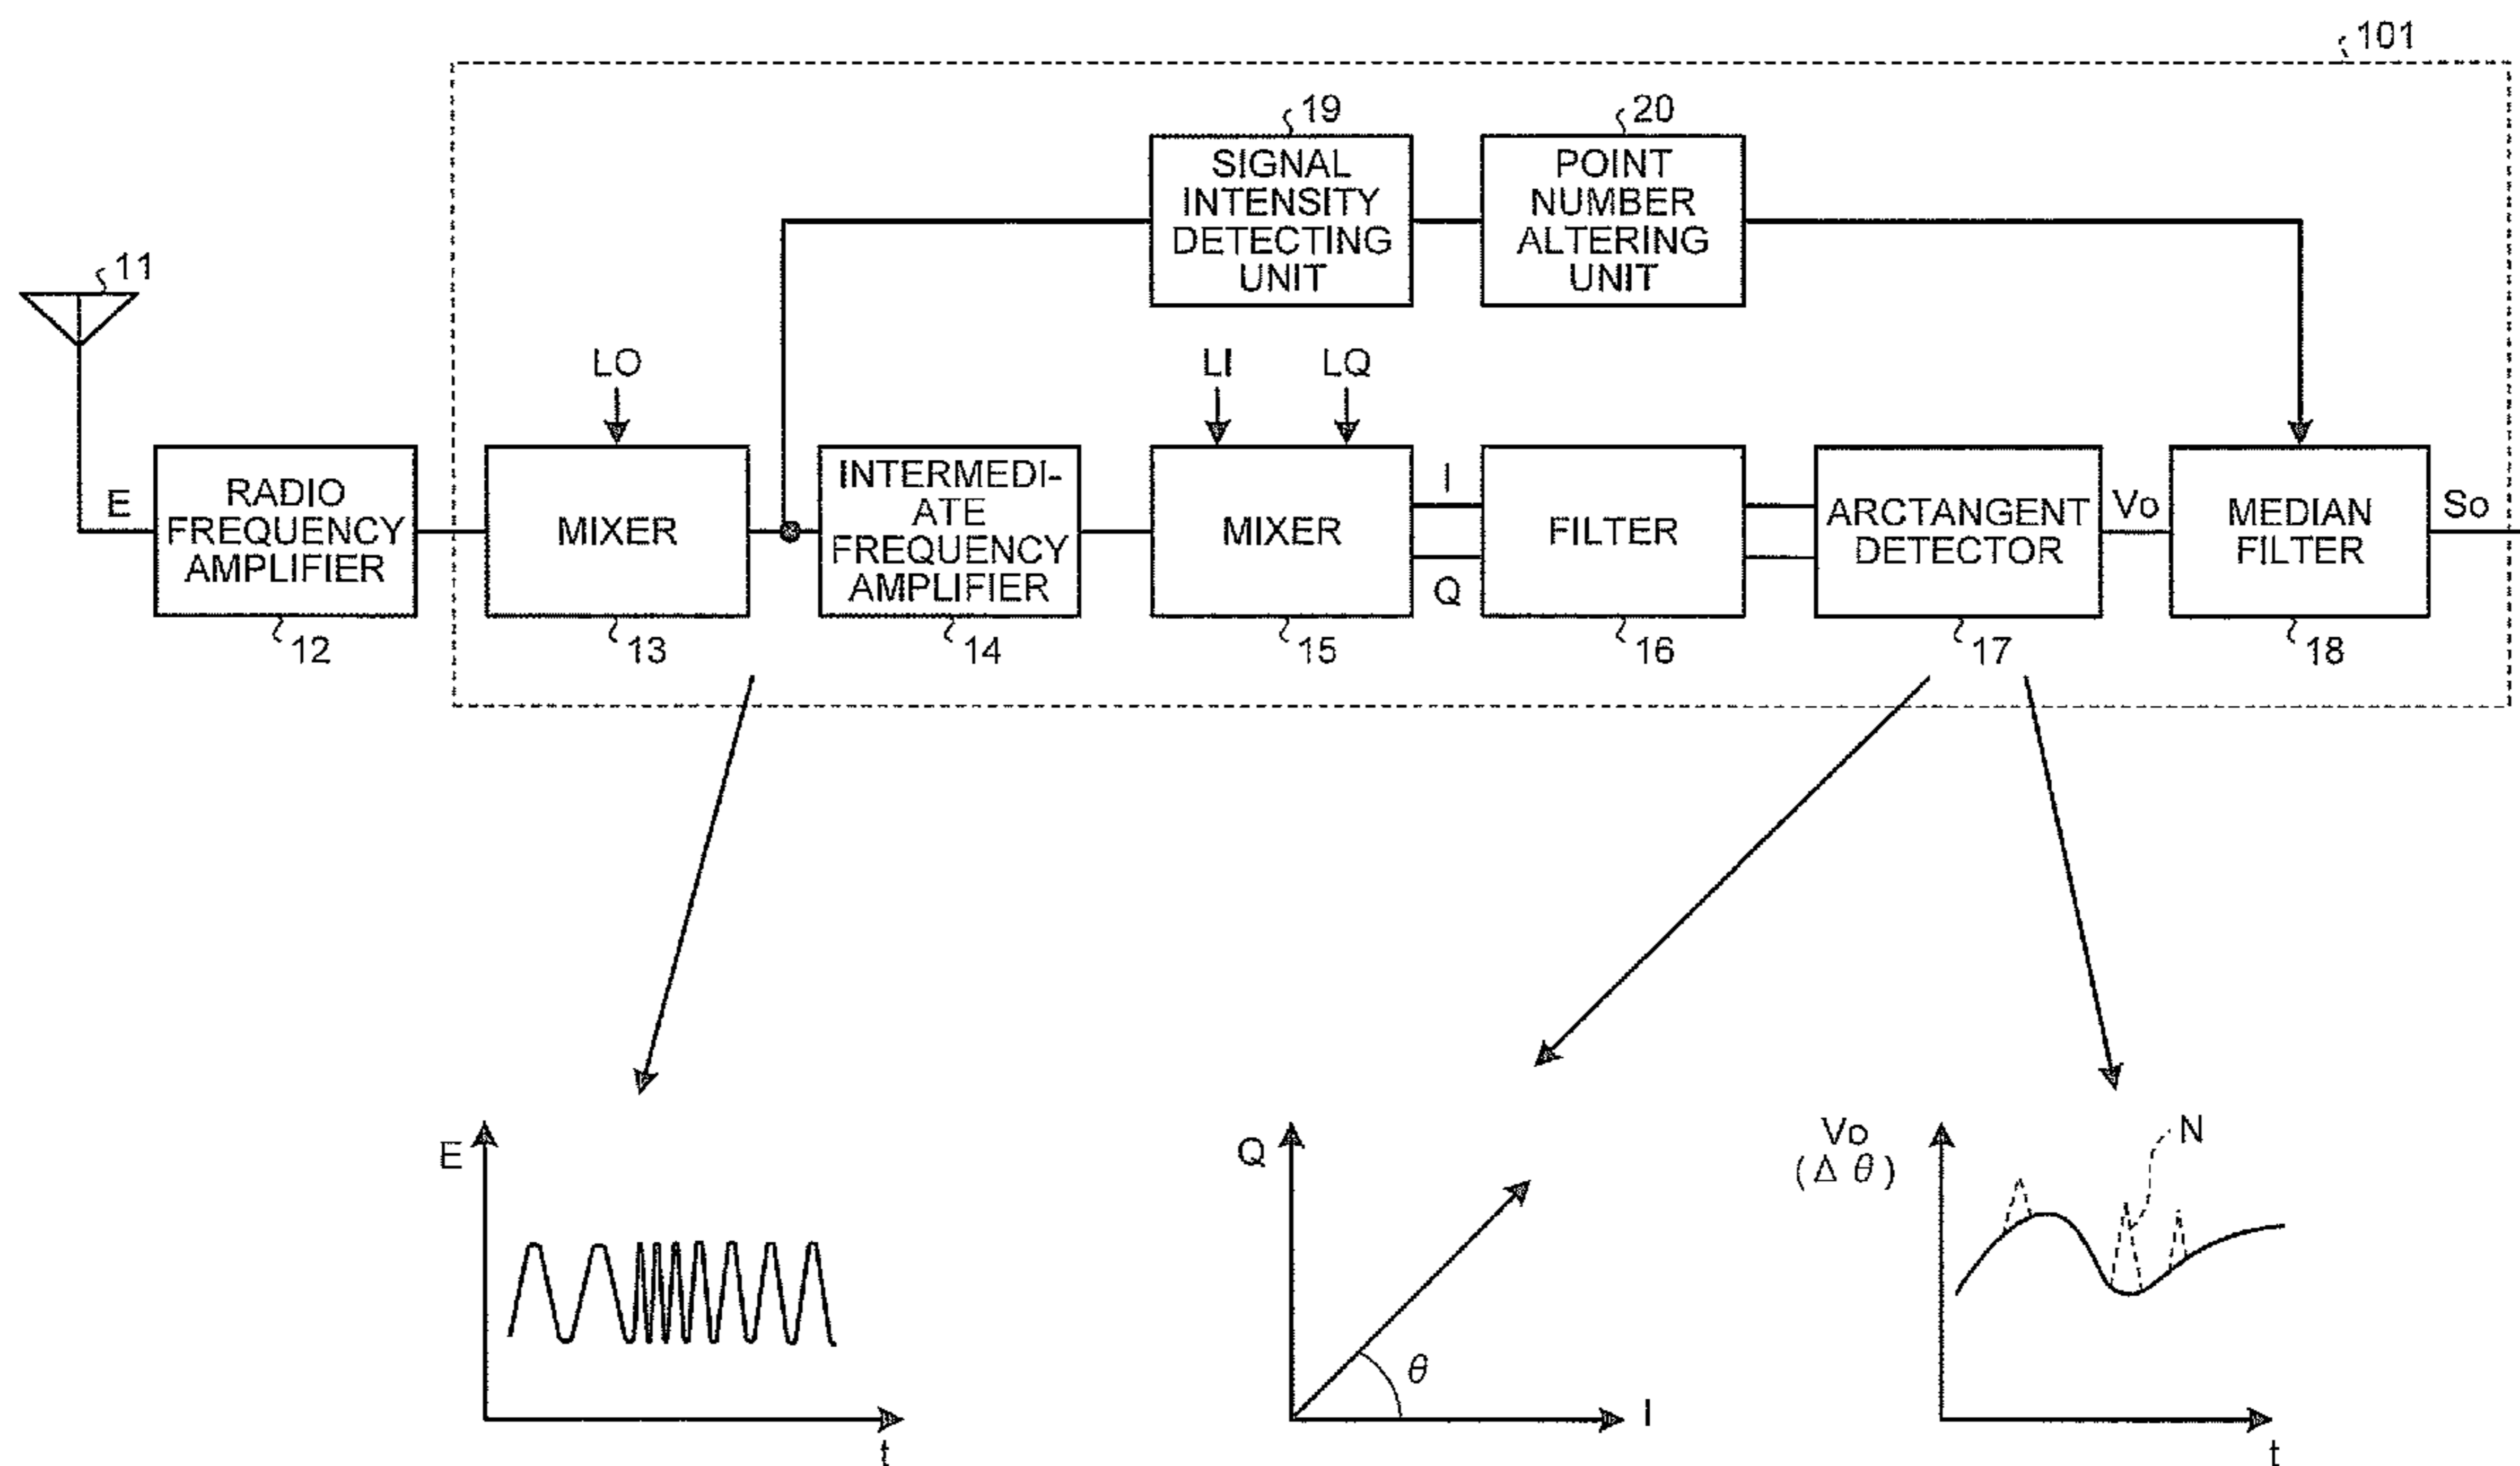 101
19
20
SIGNAL
INTENSITY
DETECTING
UNIT
POINT
NUMBER
ALTERING
UNIT
11
LO
LI
LQ
E
RADIO
FREQUENCY
AMPLIFIER
MIXER
INTERMEDI-
ATE
FREQUENCY
AMPLIFIER
MIXER
I
Q
FILTER
ARCTANGENT
DETECTOR
Vo
MEDIAN
FILTER
So
12
13
14
15
16
17
18
E
t
Q
θ
I
Vo
(Δ θ)
N
t